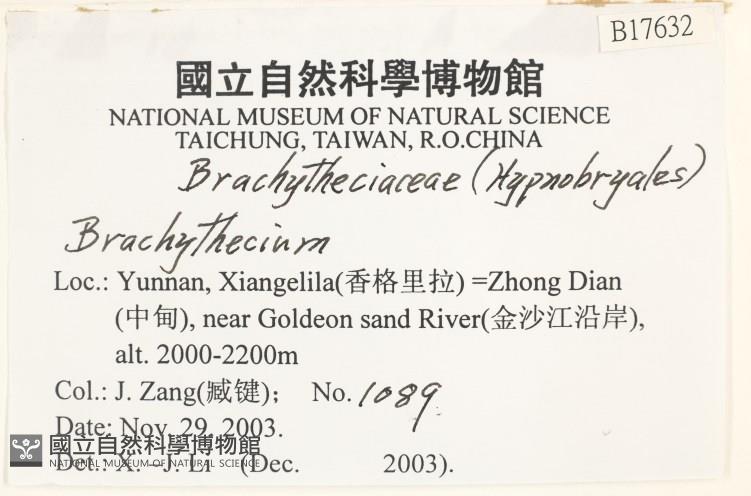 B17632
國立自然科學博物館
NATIONAL MUSEUM OF NATURAL SCIENCE
TAICHUNG, TAIWAN, R.O.CHINA
Brachytheciaceae (Hypnobryales)
Brachythecium
Loc.: Yunnan, Xiangelila(香格里拉) =Zhong Dian
(中甸), near Goldeon sand River(金沙江沿岸),
alt. 2000-2200m
Col.: J. Zang(臧键); No. 1089
Date: Nov. 29, 2003.
國立自然科學博物館
NATIONAL MUSEUM OF NATURAL SCIENCE
Det.: X. -J. Li (Dec. 2003).